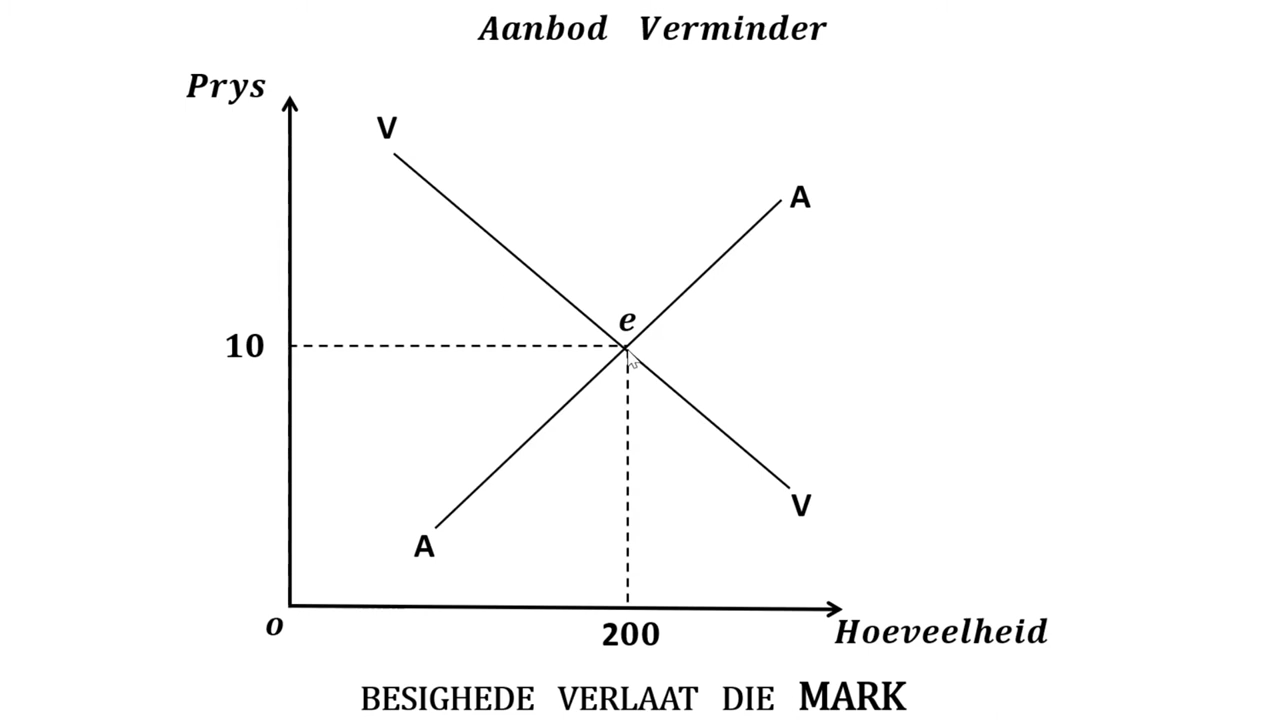 Aanbod Verminder
Prys
V
A
e
10
V
A
o
200
Hoeveelheid
BESIGHEDE VERLAAT DIE MARK